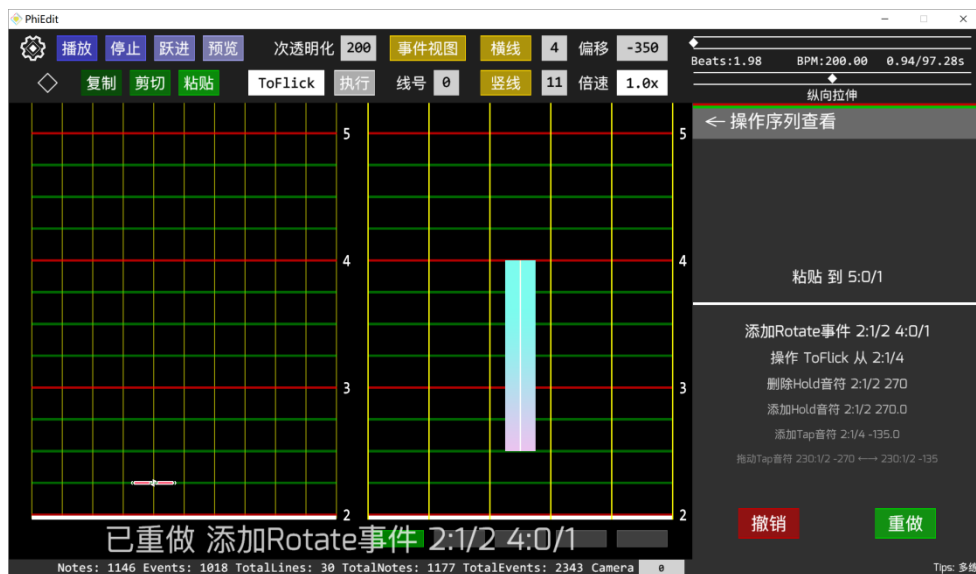 PhiEdit
播放 停止 跃进 预览 次透明化 200 事件视图 横线 4 偏移 -350
Beats:1.98 BPM:200.00 0.94/97.28s
复制 剪切 粘贴 ToFlick 执行 线号 0 竖线 11 倍速 1.0x
纵向拉伸
操作序列查看
5 5
4 4
粘贴 到 5:0/1
添加Rotate事件 2:1/2 4:0/1
操作 ToFlick 从 2:1/4
删除Hold音符 2:1/2 270
3 3
添加Hold音符 2:1/2 270.0
添加Tap音符 2:1/4 -135.0
拖动Tap音符 230:1/2 -270 ←→ 230:1/2 -135
2 2
撤销 重做
已重做 添加Rotate事件 2:1/2 4:0/1
Notes: 1146 Events: 1018 TotalLines: 30 TotalNotes: 1177 TotalEvents: 2343 Camera 0
Tips: 多